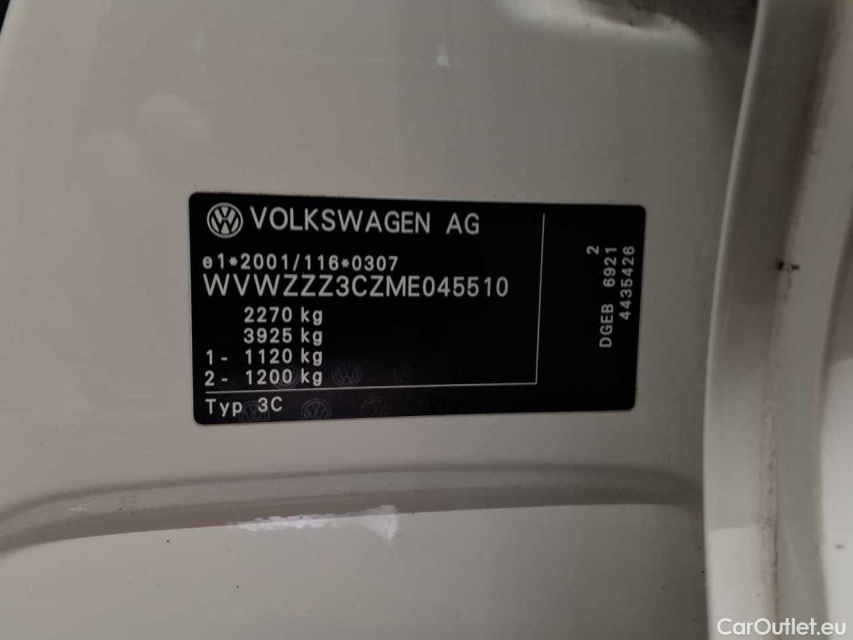 VOLKSWAGEN AG
e1*2001/116*0307
WVWZZZ3CZME045510
2270 kg
3925 kg
1- 1120 kg
2- 1200 kg
Typ 3C
2
DGEB 6921
4435426
CarOutlet.eu